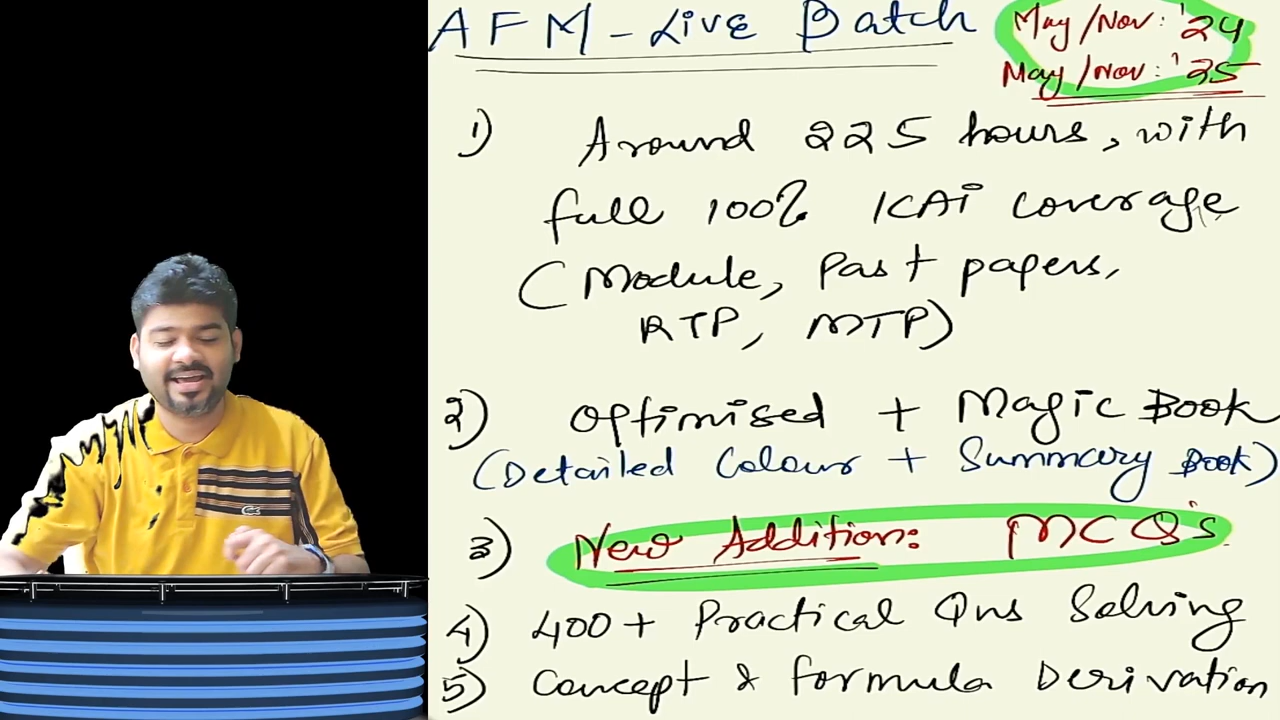 AFM - Live Batch
May/Nov: '24
May/Nov: '25
1) Around 225 hours, with
full 100% ICAI coverage
(Module, Past papers,
RTP, MTP)
2) Optimised + Magic Book
(Detailed Colour + Summary Book)
3) New Addition: MCQ's
4) 400+ Practical Qns Solving
5) Concept & formula Derivation